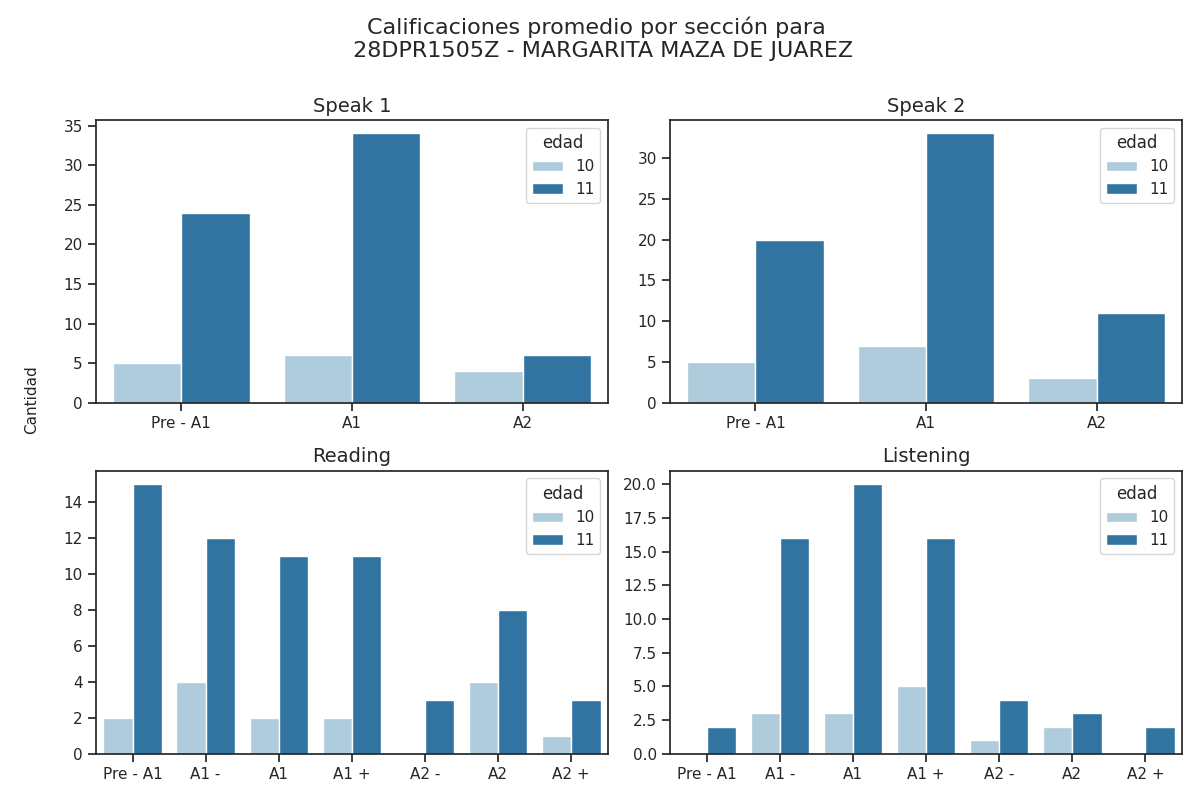 Calificaciones promedio por sección para
28DPR1505Z - MARGARITA MAZA DE JUAREZ
Cantidad
Speak 1
35
30
25
20
15
10
5
0
Pre - A1 A1 A2
edad
10
11
Speak 2
30
25
20
15
10
5
0
Pre - A1 A1 A2
edad
10
11
Reading
14
12
10
8
6
4
2
0
Pre - A1 A1 - A1 A1 + A2 - A2 A2 +
edad
10
11
Listening
20.0
17.5
15.0
12.5
10.0
7.5
5.0
2.5
0.0
Pre - A1 A1 - A1 A1 + A2 - A2 A2 +
edad
10
11